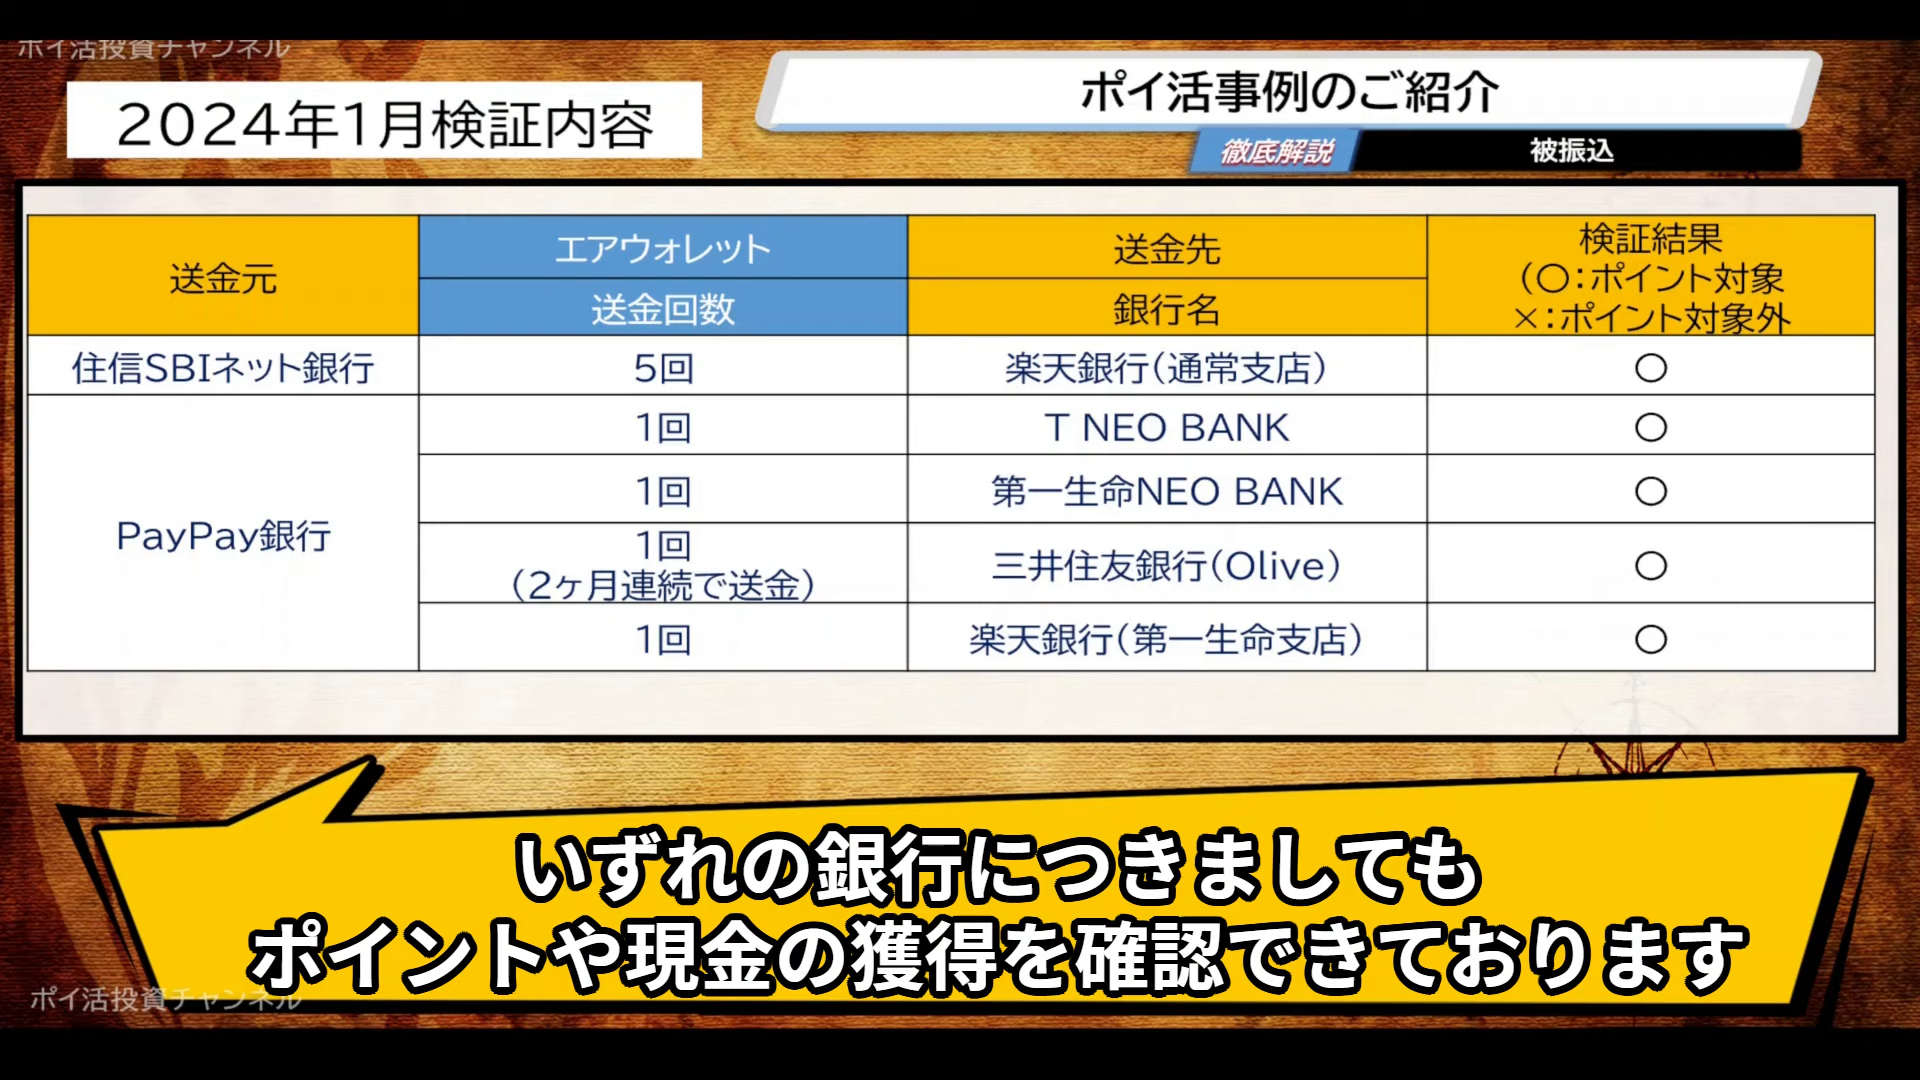 ポイ活投資チャンネル
2024年1月検証内容
ポイ活事例のご紹介
徹底解説
被振込
送金元
エアウォレット
送金回数
送金先
銀行名
検証結果
(〇:ポイント対象
×:ポイント対象外
住信SBIネット銀行
5回
楽天銀行(通常支店)
〇
PayPay銀行
1回
T NEO BANK
〇
1回
第一生命NEO BANK
〇
1回
(2ヶ月連続で送金)
三井住友銀行(Olive)
〇
1回
楽天銀行(第一生命支店)
〇
いずれの銀行につきましても
ポイントや現金の獲得を確認できております
ポイ活投資チャンネル